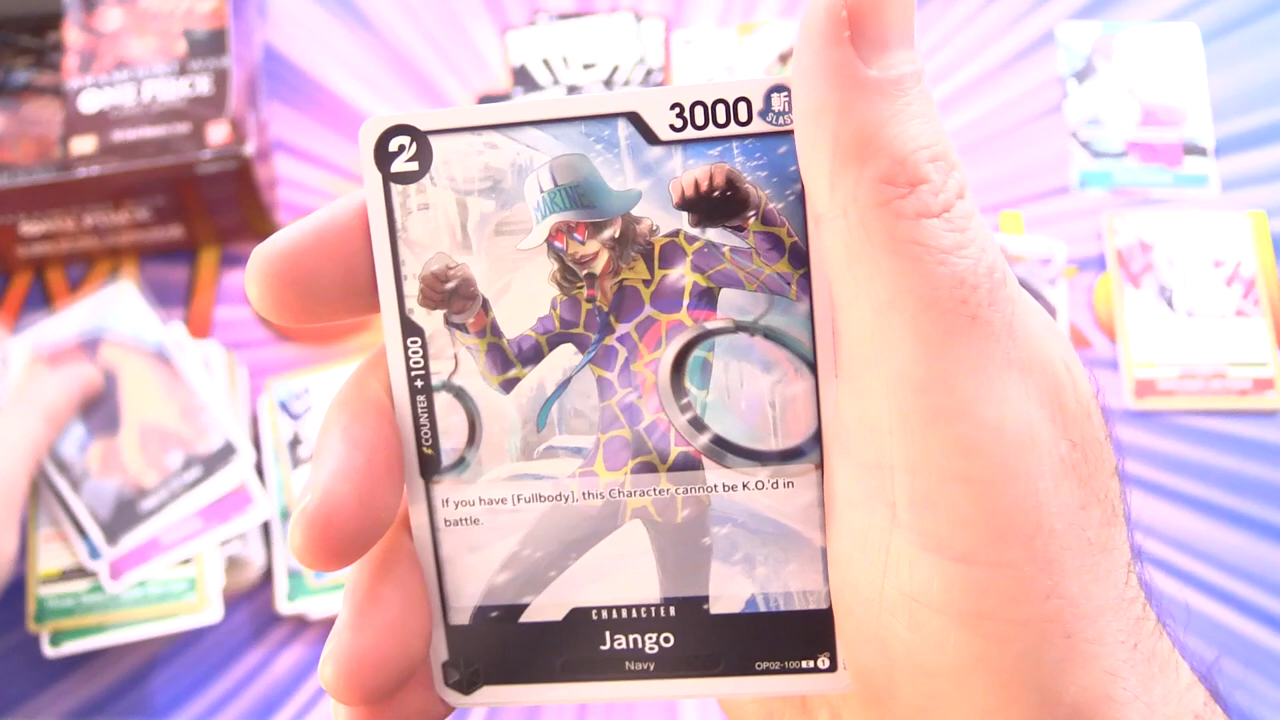 ONE PIECE
2
3000
斬
SLAS
MARINE
⚡COUNTER +1000
If you have [Fullbody], this Character cannot be K.O.'d in
battle.
CHARACTER
Jango
Navy
OP02-100 C 1